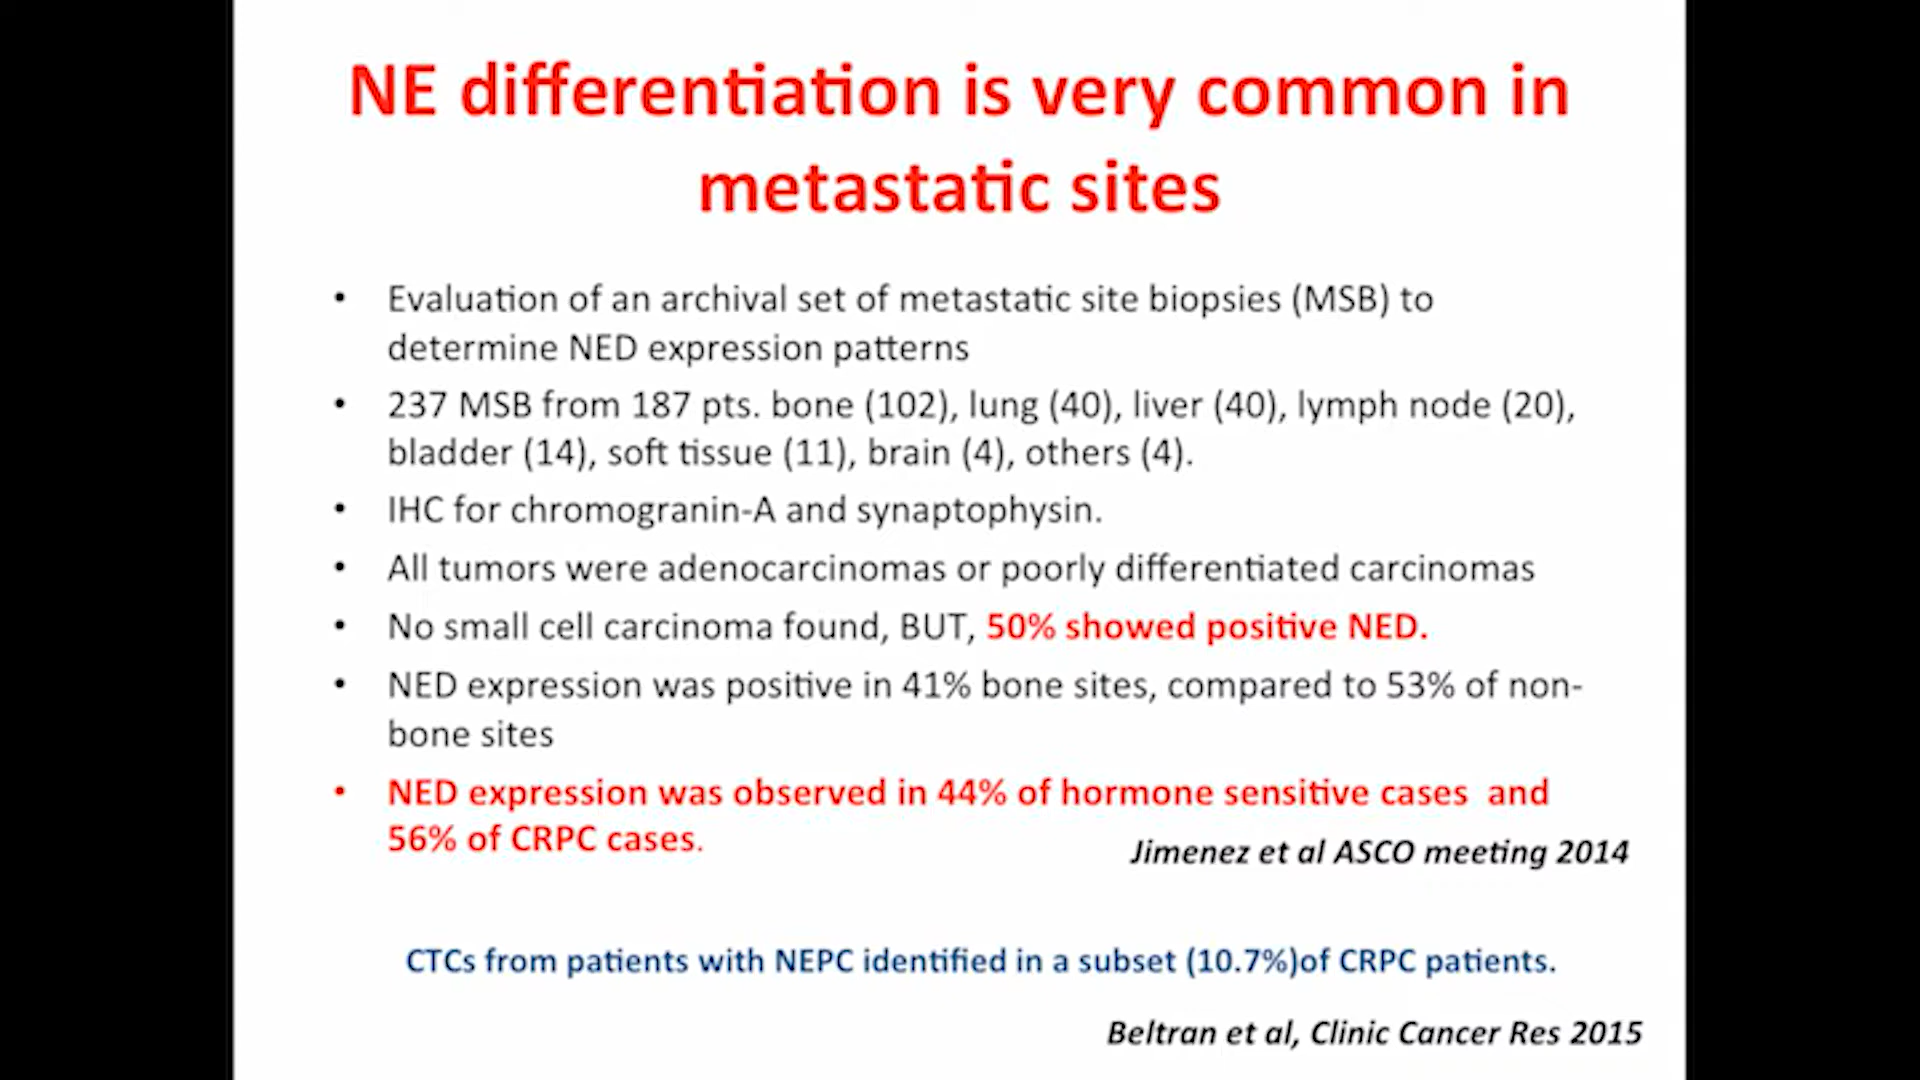 NE differentiation is very common in
metastatic sites
• Evaluation of an archival set of metastatic site biopsies (MSB) to
determine NED expression patterns
• 237 MSB from 187 pts. bone (102), lung (40), liver (40), lymph node (20),
bladder (14), soft tissue (11), brain (4), others (4).
• IHC for chromogranin-A and synaptophysin.
• All tumors were adenocarcinomas or poorly differentiated carcinomas
• No small cell carcinoma found, BUT, 50% showed positive NED.
• NED expression was positive in 41% bone sites, compared to 53% of non-
bone sites
• NED expression was observed in 44% of hormone sensitive cases and
56% of CRPC cases.
Jimenez et al ASCO meeting 2014
CTCs from patients with NEPC identified in a subset (10.7%)of CRPC patients.
Beltran et al, Clinic Cancer Res 2015